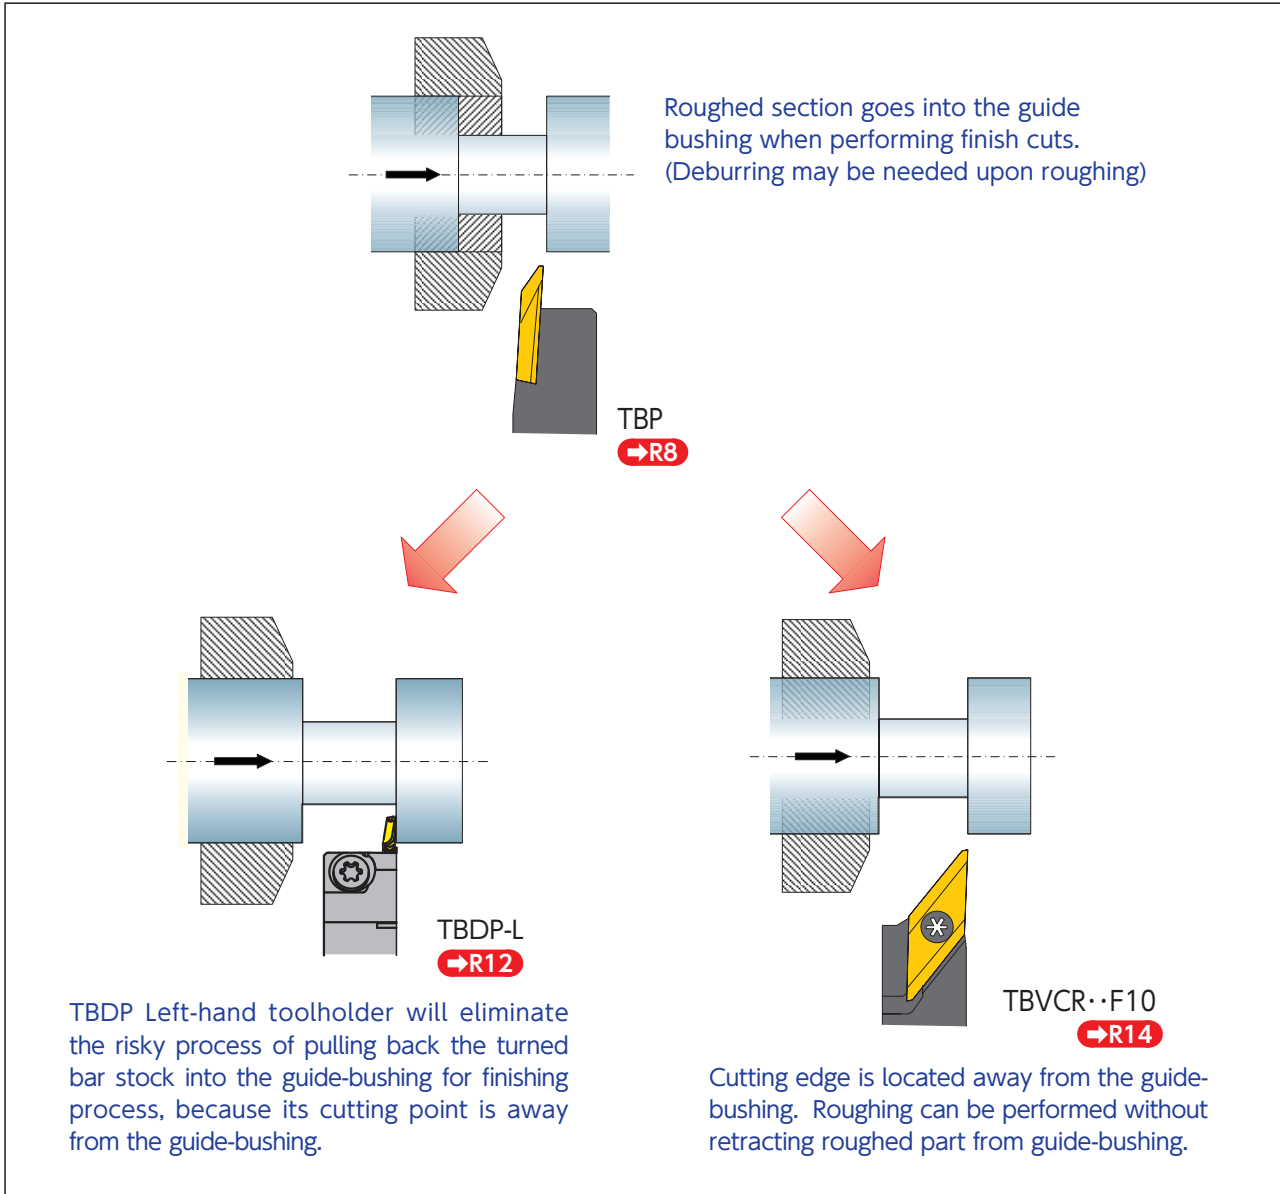 Roughed section goes into the guide
bushing when performing finish cuts.
(Deburring may be needed upon roughing)
TBP
➡R8
TBDP-L
➡R12
TBDP Left-hand toolholder will eliminate
the risky process of pulling back the turned
bar stock into the guide-bushing for finishing
process, because its cutting point is away
from the guide-bushing.
TBVCR··F10
➡R14
Cutting edge is located away from the guide-
bushing. Roughing can be performed without
retracting roughed part from guide-bushing.